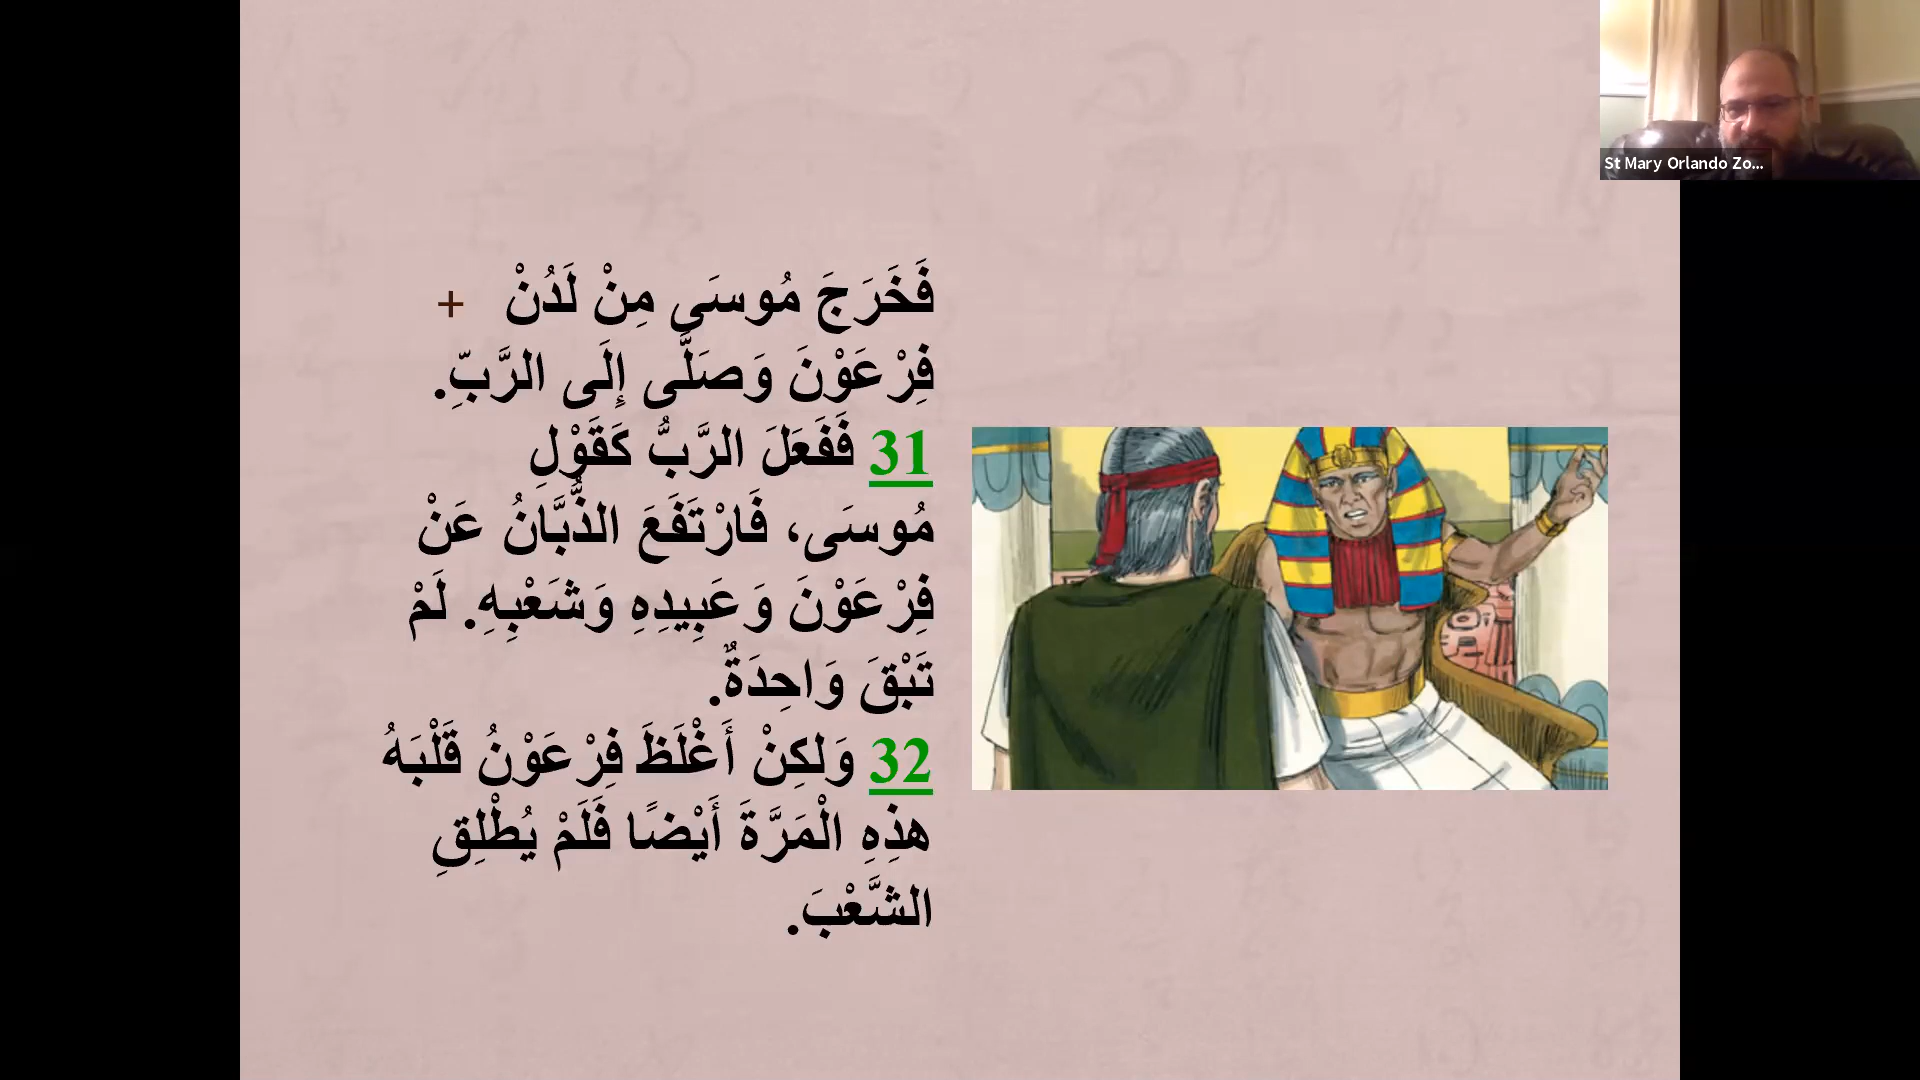 + فَخَرَجَ مُوسَى مِنْ لَدُنْ
فِرْعَوْنَ وَصَلَّى إِلَى الرَّبِّ.
31 فَفَعَلَ الرَّبُّ كَقَوْلِ
مُوسَى، فَارْتَفَعَ الذُّبَّانُ عَنْ
فِرْعَوْنَ وَعَبِيدِهِ وَشَعْبِهِ. لَمْ
تَبْقَ وَاحِدَةٌ.
32 وَلكِنْ أَغْلَظَ فِرْعَوْنُ قَلْبَهُ
هذِهِ الْمَرَّةَ أَيْضًا فَلَمْ يُطْلِقِ
الشَّعْبَ.
St Mary Orlando Zo...